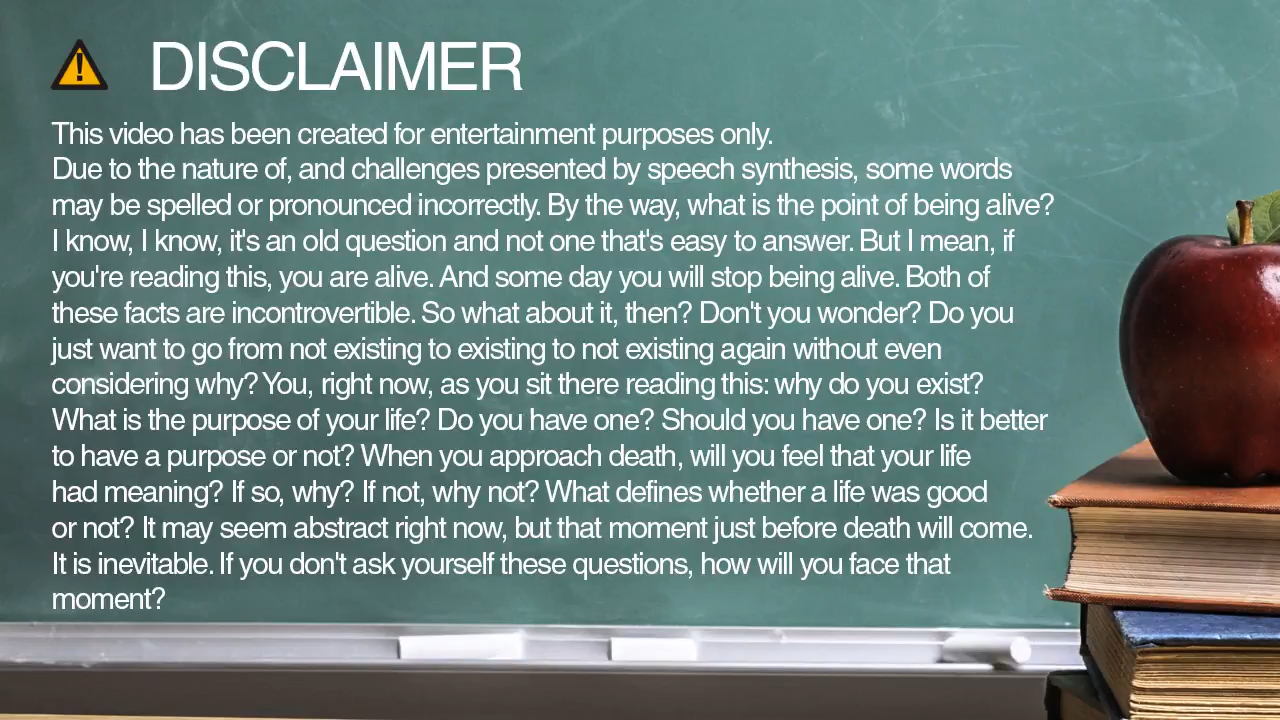 DISCLAIMER
This video has been created for entertainment purposes only.
Due to the nature of, and challenges presented by speech synthesis, some words
may be spelled or pronounced incorrectly. By the way, what is the point of being alive?
I know, I know, it's an old question and not one that's easy to answer. But I mean, if
you're reading this, you are alive. And some day you will stop being alive. Both of
these facts are incontrovertible. So what about it, then? Don't you wonder? Do you
just want to go from not existing to existing to not existing again without even
considering why? You, right now, as you sit there reading this: why do you exist?
What is the purpose of your life? Do you have one? Should you have one? Is it better
to have a purpose or not? When you approach death, will you feel that your life
had meaning? If so, why? If not, why not? What defines whether a life was good
or not? It may seem abstract right now, but that moment just before death will come.
It is inevitable. If you don't ask yourself these questions, how will you face that
moment?